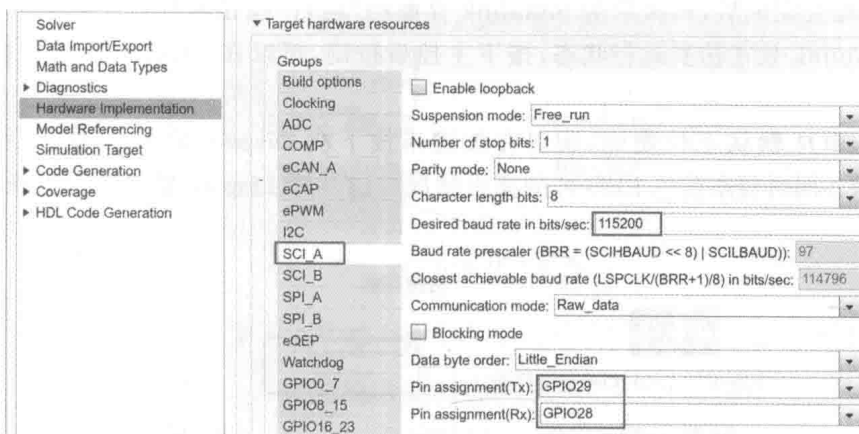 Solver
Data Import/Export
Math and Data Types
Diagnostics
Hardware Implementation
Model Referencing
Simulation Target
Code Generation
Coverage
HDL Code Generation
Target hardware resources
Groups
Build options
Clocking
ADC
COMP
eCAN_A
eCAP
ePWM
I2C
SCI_A
SCI_B
SPI_A
SPI_B
eQEP
Watchdog
GPIO0_7
GPIO8_15
GPIO16_23
Enable loopback
Suspension mode: Free_run
Number of stop bits: 1
Parity mode: None
Character length bits: 8
Desired baud rate in bits/sec: 115200
Baud rate prescaler (BRR = (SCIHBAUD << 8) | SCILBAUD)): 97
Closest achievable baud rate (LSPCLK/(BRR+1)/8) in bits/sec: 114796
Communication mode: Raw_data
Blocking mode
Data byte order: Little_Endian
Pin assignment(Tx): GPIO29
Pin assignment(Rx): GPIO28